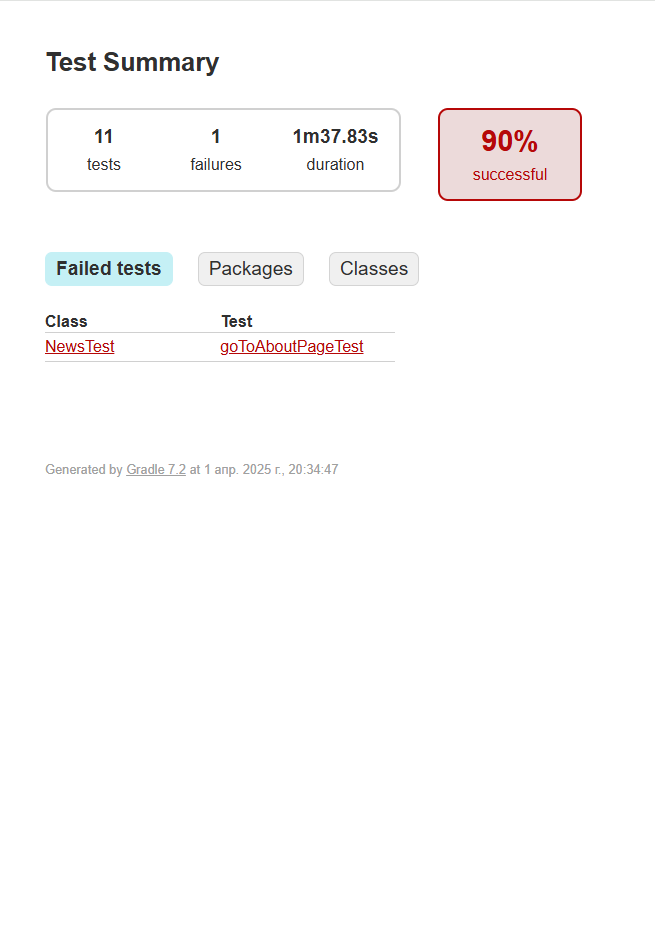 Test Summary
11 1 1m37.83s
tests failures duration
90%
successful
Failed tests Packages Classes
Class Test
NewsTest goToAboutPageTest
Generated by Gradle 7.2 at 1 апр. 2025 г., 20:34:47